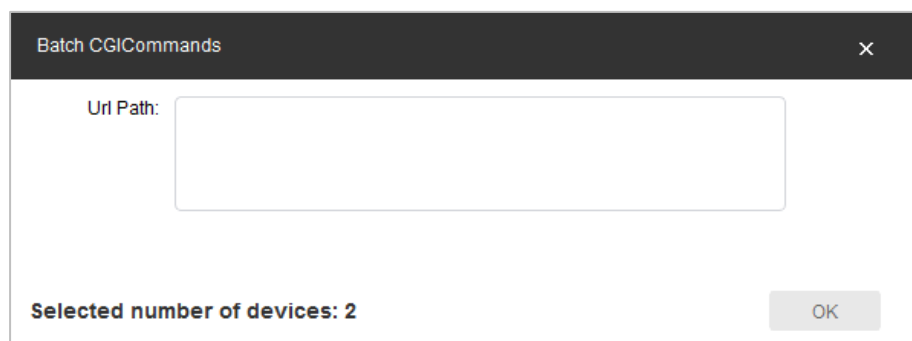 Batch CGICommands
×
Url Path:
Selected number of devices: 2
OK